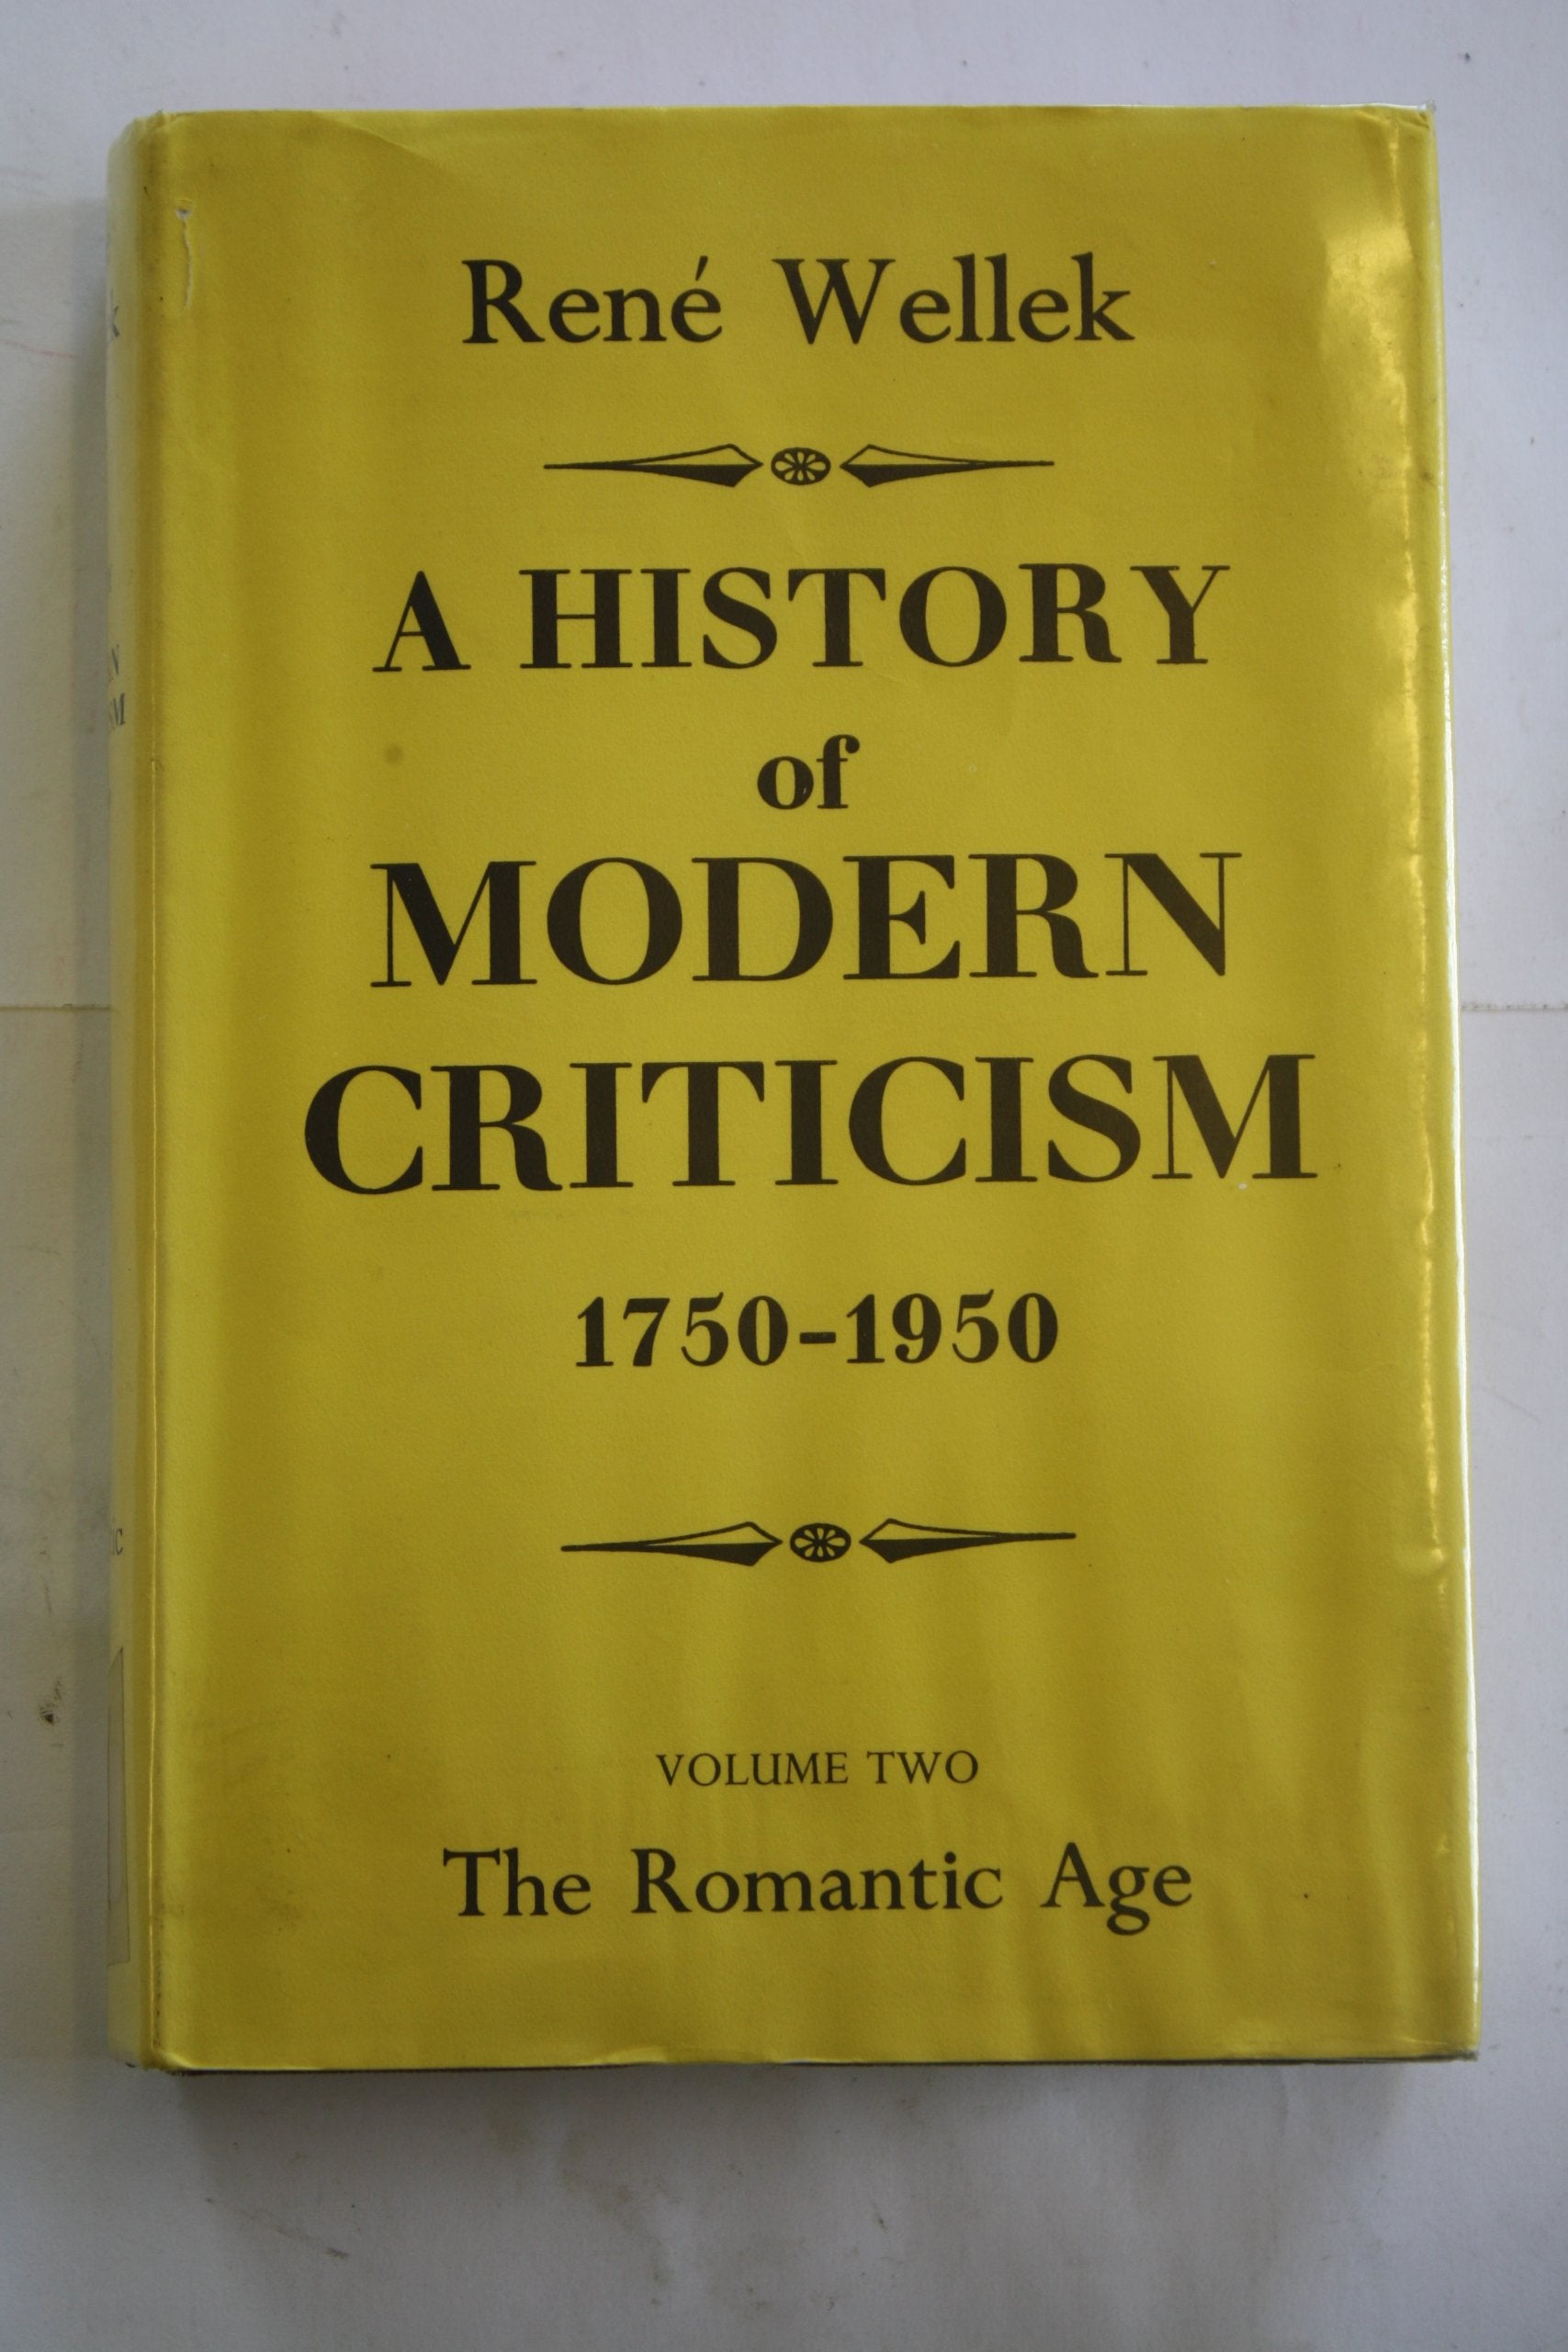 René Wellek
A HISTORY
of
MODERN
CRITICISM
1750-1950
VOLUME TWO
The Romantic Age